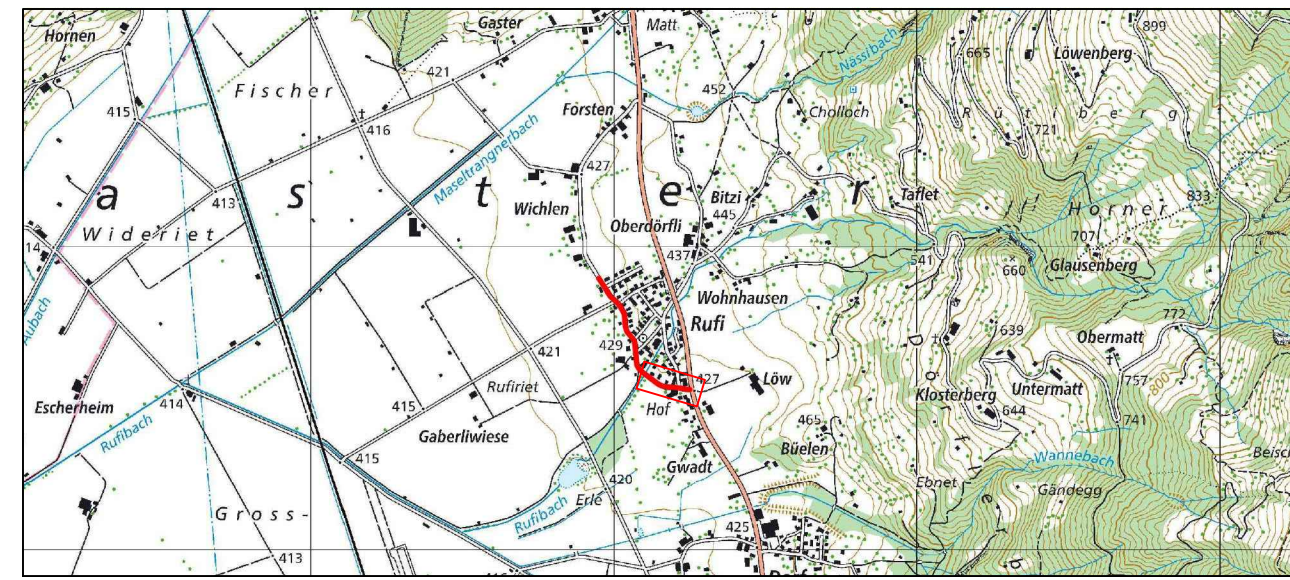 Hornen
Gaster
Matt
899
665
Löwenberg
Nässibach
421
Fischer
452
415
416
Forsten
Cholloch
Rütiberg
721
Maseltrangnerbach
427
a s t e r
413
Wichlen
Bitzi
445
Taflet
833
Horner
Wideriet
Oberdörfli
707
14
437
541
660
Glausenberg
Wohnhausen
Aubach
Rufi
772
639
Obermatt
429
421
Rufiriet
427
Löw
Klosterberg
Untermatt
757
800
Escherheim
414
415
Hof
644
741
Gaberliwiese
465
Rufibach
Büelen
415
Gwadt
Wannebach
420
Ebnet
Gändegg
Erle
Rufibach
Gross-
425
413